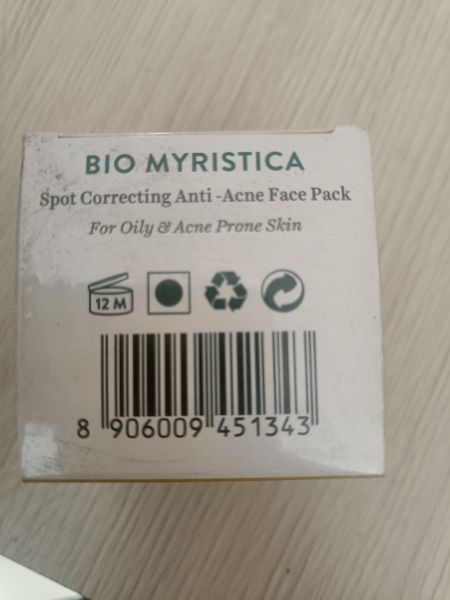 BIO MYRISTICA
Spot Correcting Anti -Acne Face Pack
For Oily & Acne Prone Skin
12 M
8 906009 451343